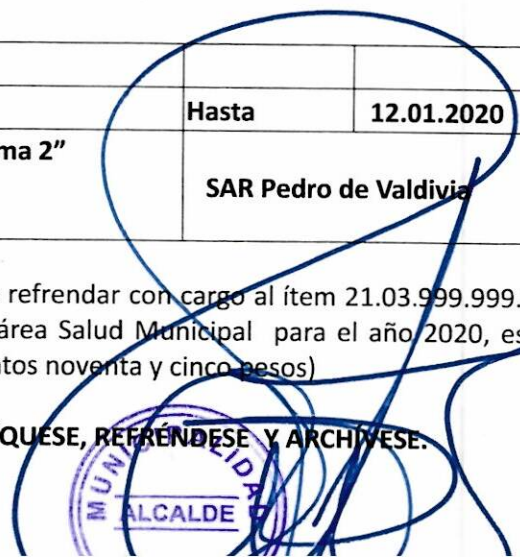 Hasta 12.01.2020
ma 2”
SAR Pedro de Valdivia
refrendar con cargo al ítem 21.03.999.999.
área Salud Municipal para el año 2020, es
tos noventa y cinco pesos)
QUESE, REFRÉNDESE Y ARCHÍVESE.
MUNICIPALIDAD
ALCALDE